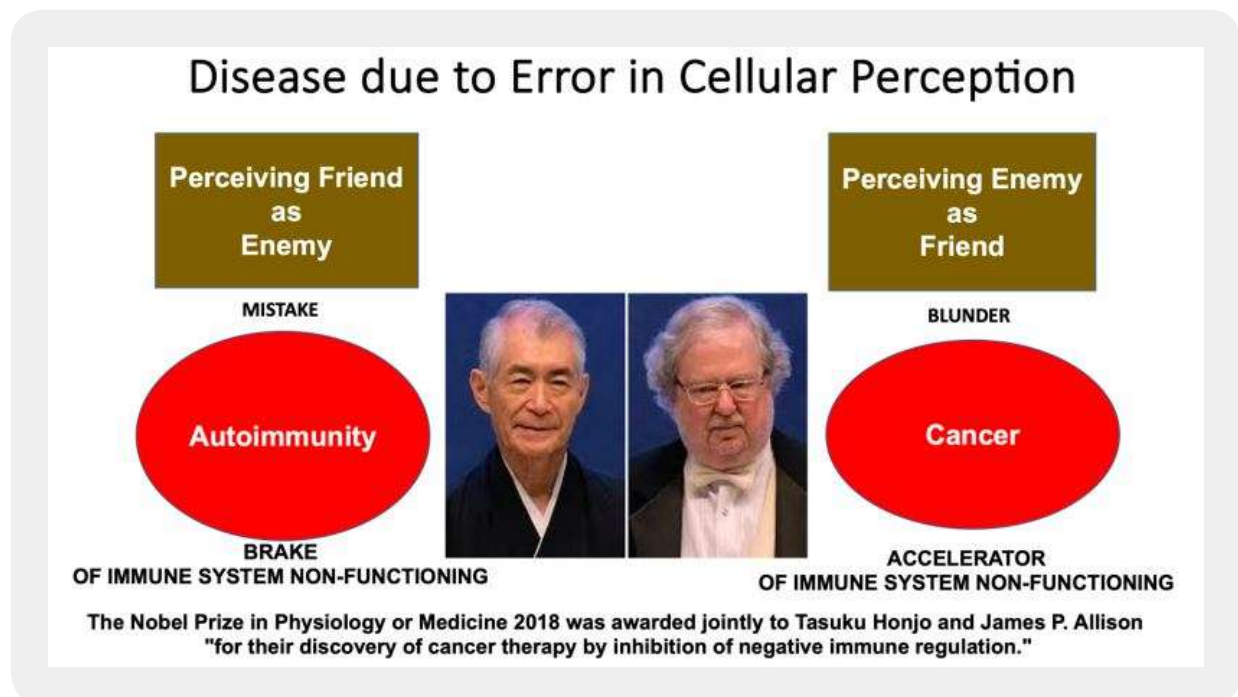 Disease due to Error in Cellular Perception
Perceiving Friend
as
Enemy
MISTAKE
Autoimmunity
BRAKE
OF IMMUNE SYSTEM NON-FUNCTIONING
Perceiving Enemy
as
Friend
BLUNDER
Cancer
ACCELERATOR
OF IMMUNE SYSTEM NON-FUNCTIONING
The Nobel Prize in Physiology or Medicine 2018 was awarded jointly to Tasuku Honjo and James P. Allison
"for their discovery of cancer therapy by inhibition of negative immune regulation."